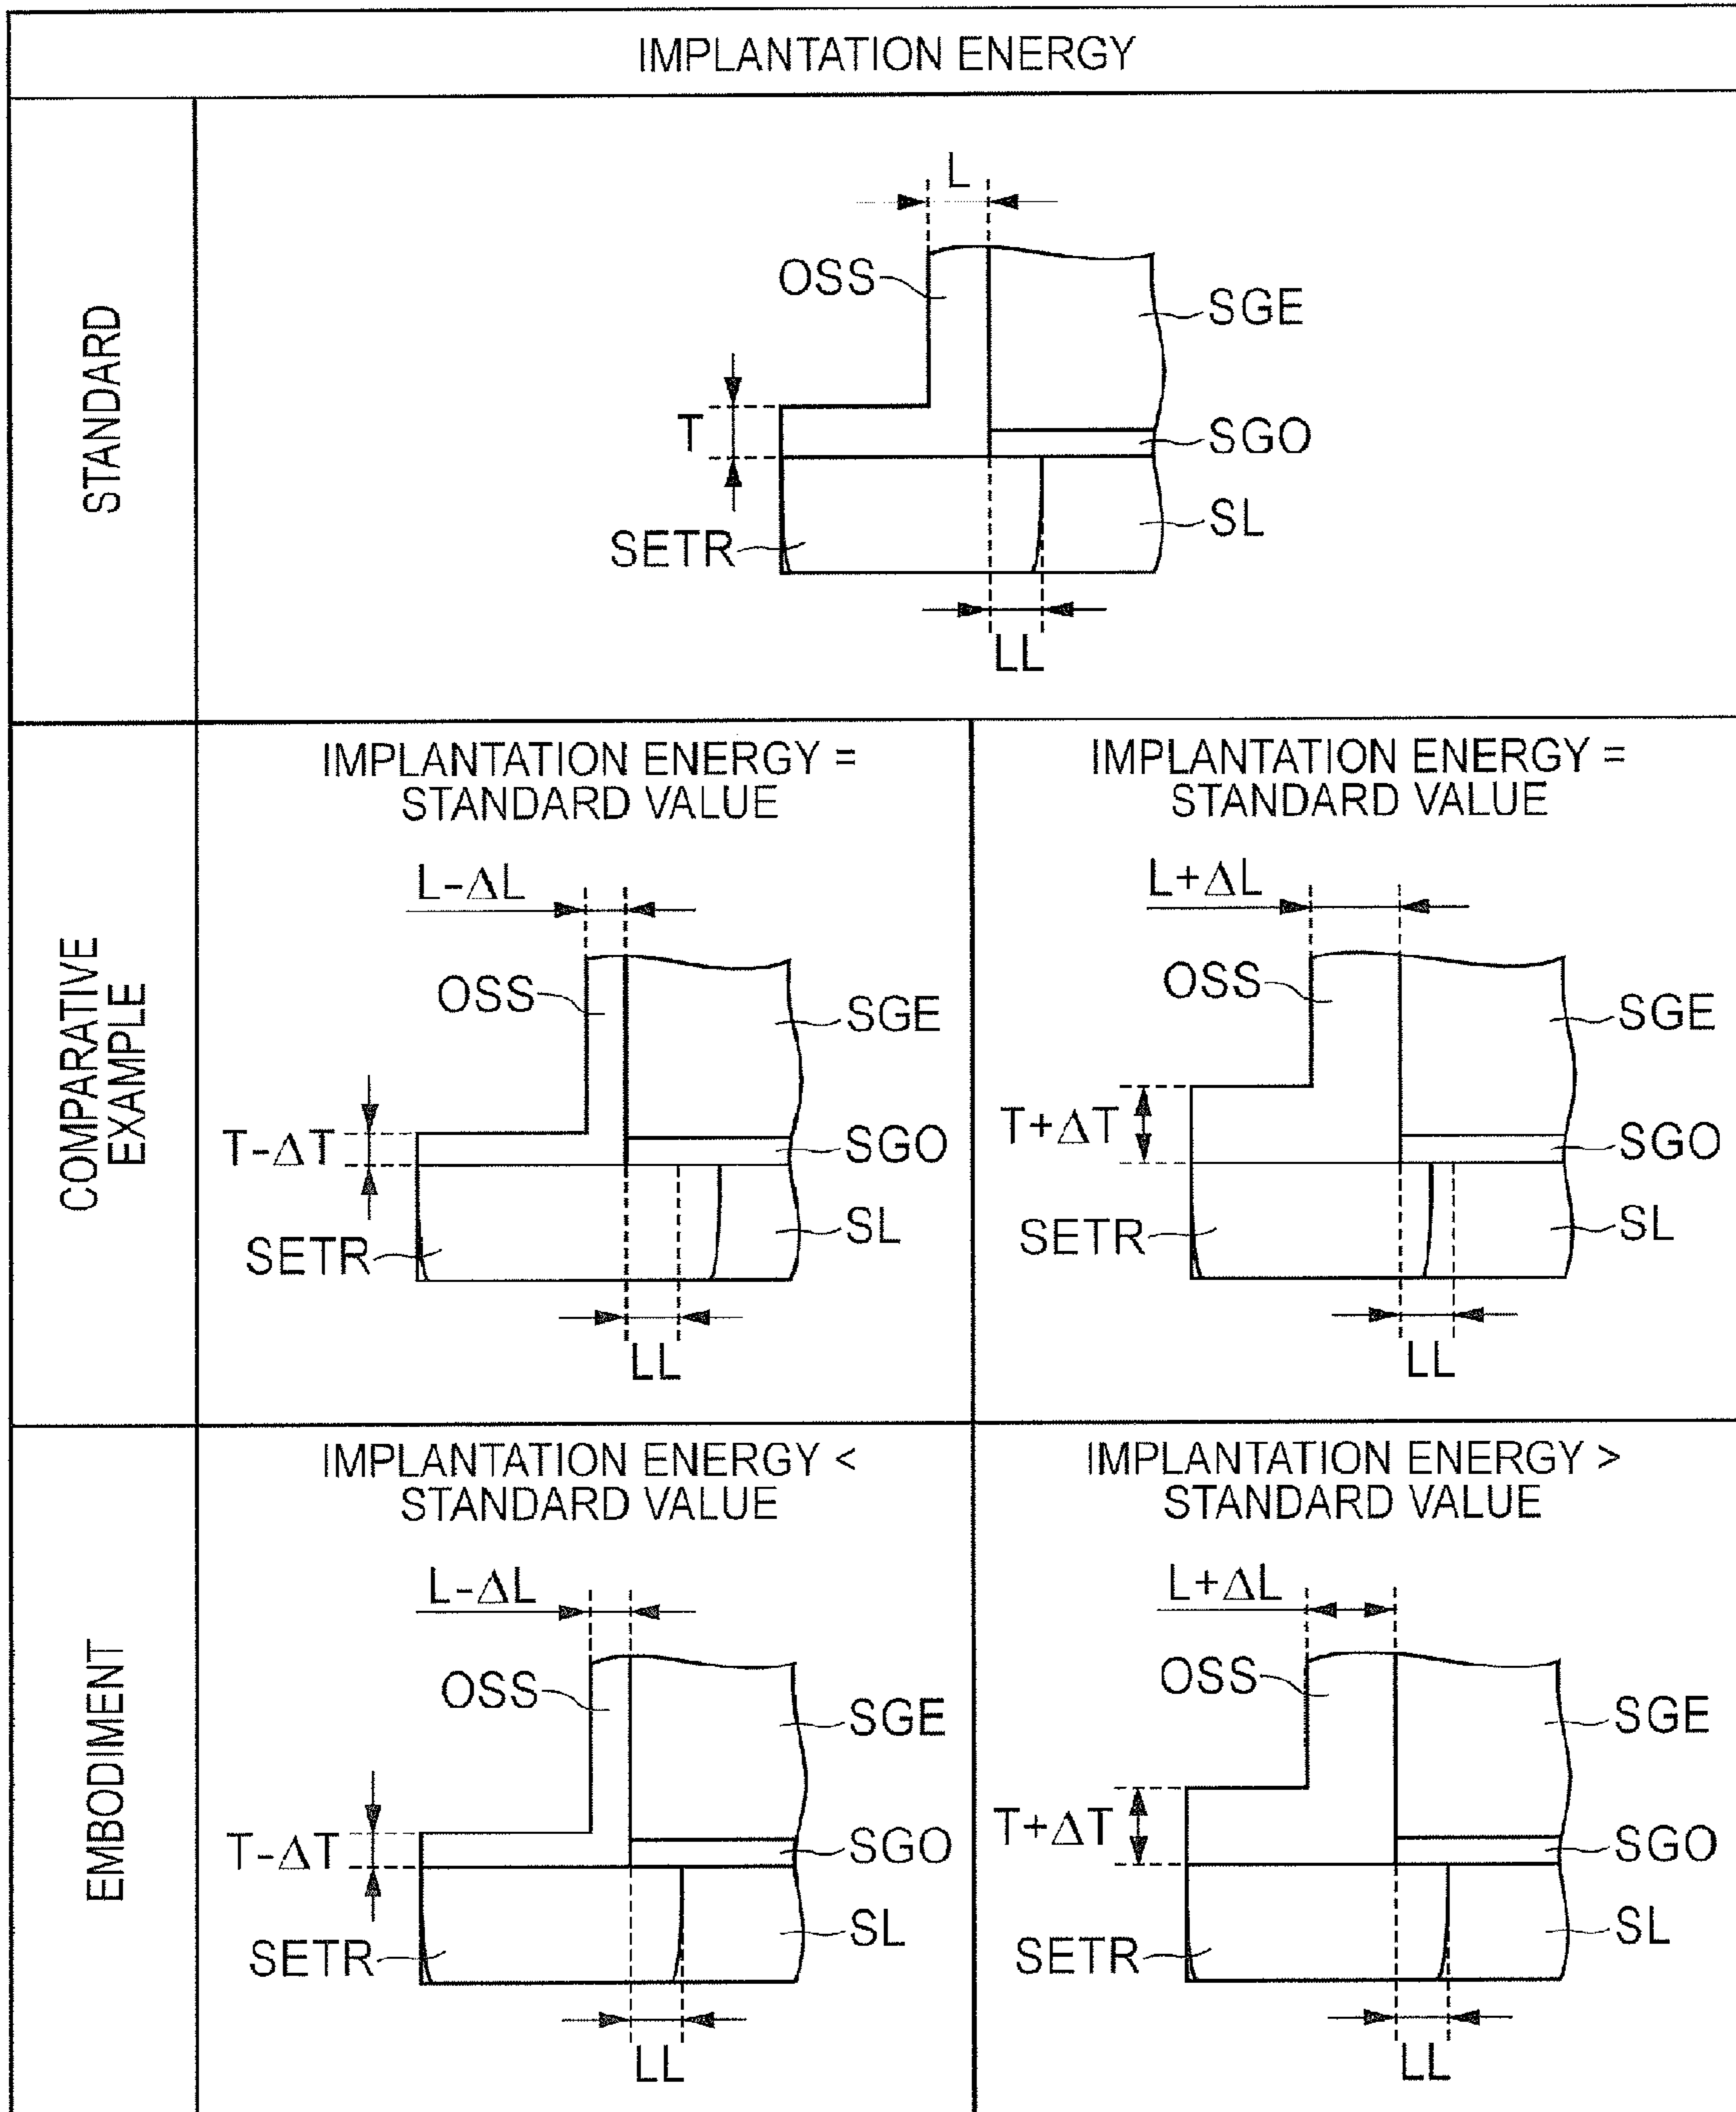 IMPLANTATION ENERGY
STANDARD
L
OSS
SGE
T
SGO
SL
SETR
LL
COMPARATIVE
EXAMPLE
IMPLANTATION ENERGY =
STANDARD VALUE
L-ΔL
OSS
SGE
T-ΔT
SGO
SL
SETR
LL
IMPLANTATION ENERGY =
STANDARD VALUE
L+ΔL
OSS
SGE
T+ΔT
SGO
SL
SETR
LL
EMBODIMENT
IMPLANTATION ENERGY <
STANDARD VALUE
L-ΔL
OSS
SGE
T-ΔT
SGO
SL
SETR
LL
IMPLANTATION ENERGY >
STANDARD VALUE
L+ΔL
OSS
SGE
T+ΔT
SGO
SL
SETR
LL